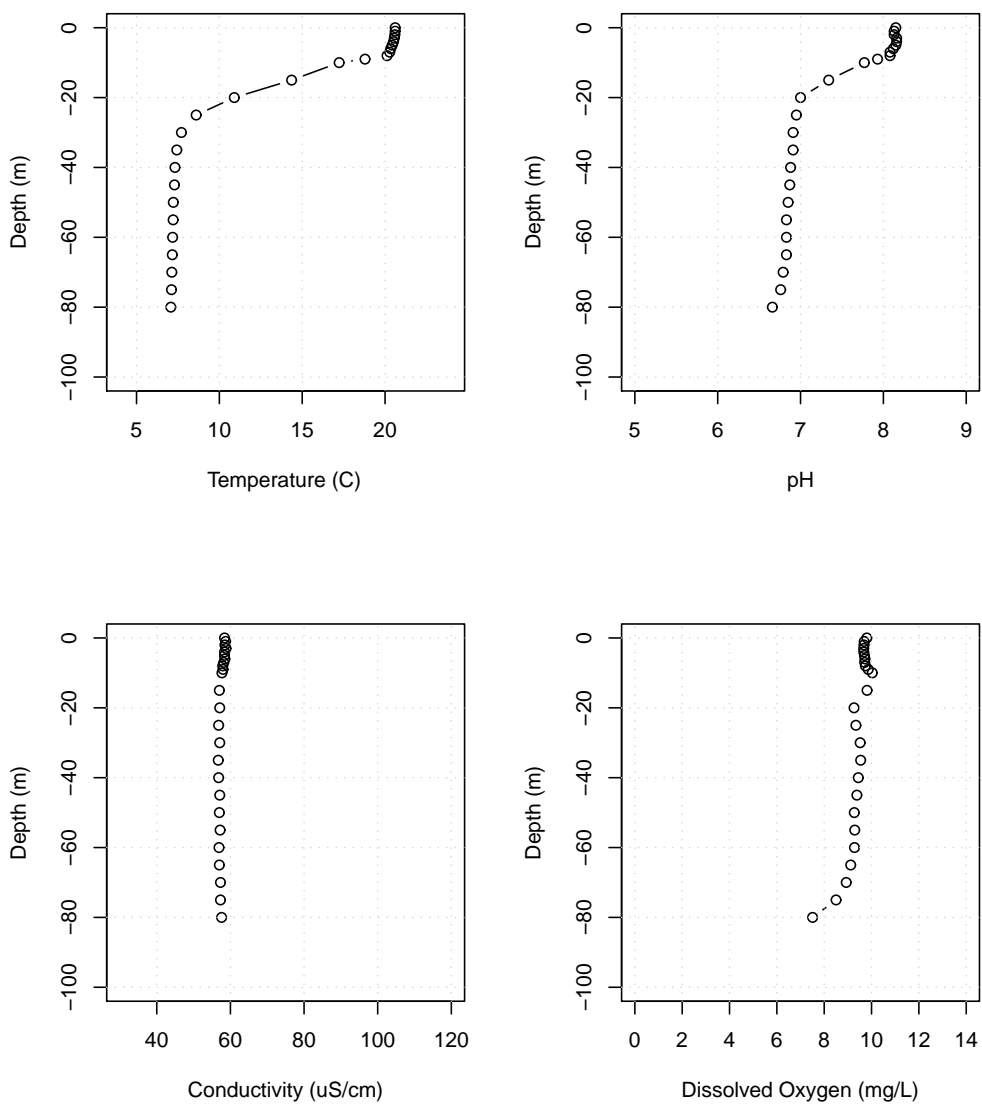 0
−20
−40
−60
−80
−100
Depth (m)
5 10 15 20
Temperature (C)
0
−20
−40
−60
−80
−100
Depth (m)
5 6 7 8 9
pH
0
−20
−40
−60
−80
−100
Depth (m)
40 60 80 100 120
Conductivity (uS/cm)
0
−20
−40
−60
−80
−100
Depth (m)
0 2 4 6 8 10 12 14
Dissolved Oxygen (mg/L)